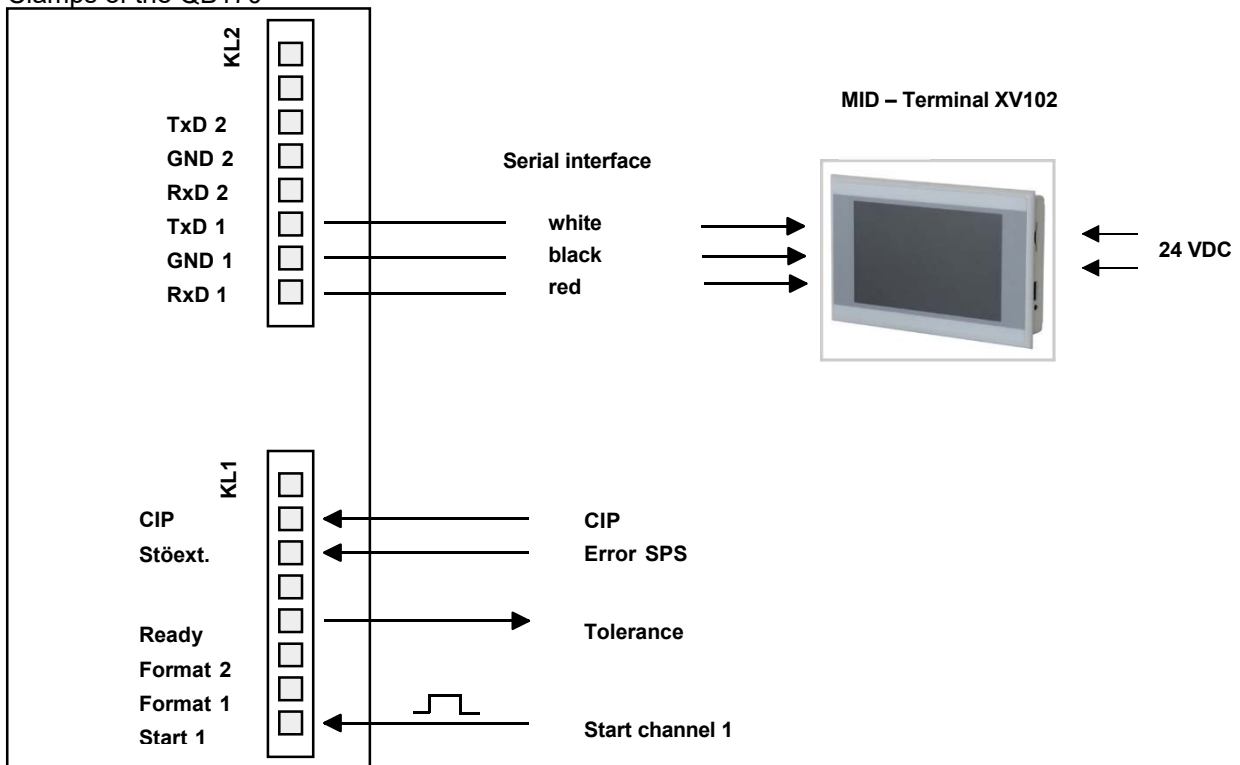 KL2
MID – Terminal XV102
TxD 2
GND 2
Serial interface
RxD 2
TxD 1
white
GND 1
black
24 VDC
RxD 1
red
KL1
CIP
CIP
Stöext.
Error SPS
Ready
Tolerance
Format 2
Format 1
Start 1
Start channel 1